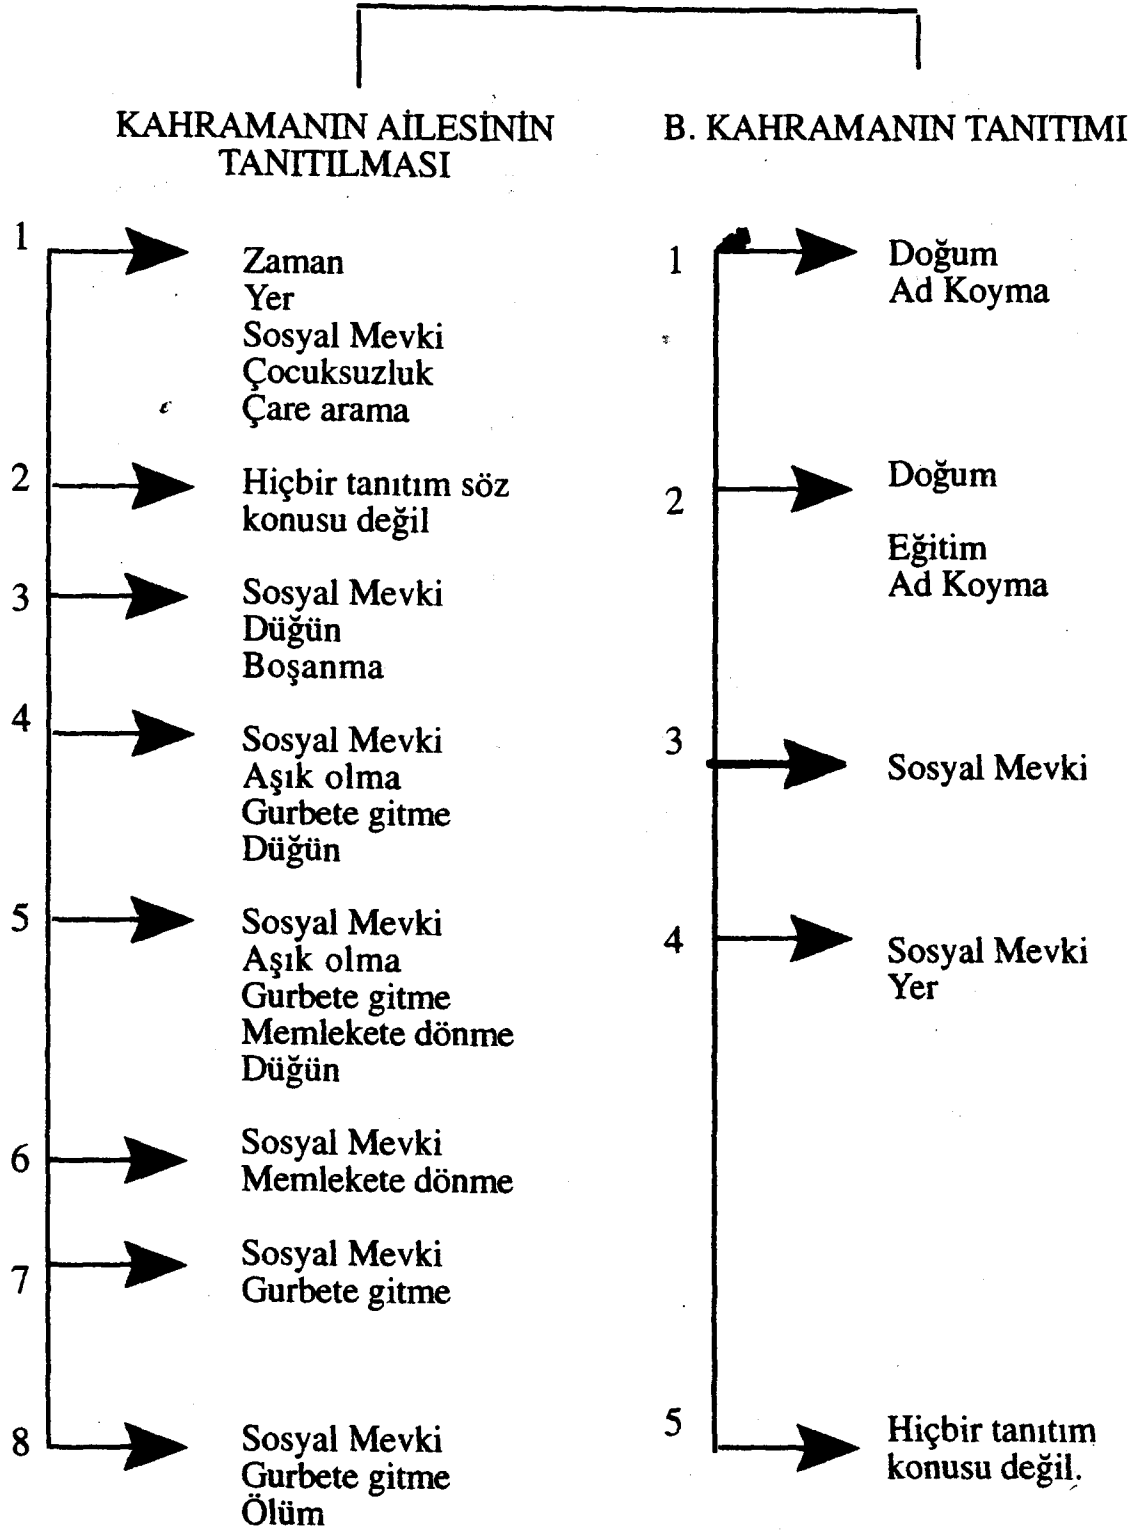 KAHRAMANIN AİLESİNİN
TANITILMASI
1
Zaman
Yer
Sosyal Mevki
Çocuksuzluk
Çare arama
2
Hiçbir tanıtım söz
konusu değil
3
Sosyal Mevki
Düğün
Boşanma
4
Sosyal Mevki
Aşık olma
Gurbete gitme
Düğün
5
Sosyal Mevki
Aşık olma
Gurbete gitme
Memlekete dönme
Düğün
6
Sosyal Mevki
Memlekete dönme
7
Sosyal Mevki
Gurbete gitme
8
Sosyal Mevki
Gurbete gitme
Ölüm
B. KAHRAMANIN TANITIMI
1
Doğum
Ad Koyma
2
Doğum
Eğitim
Ad Koyma
3
Sosyal Mevki
4
Sosyal Mevki
Yer
5
Hiçbir tanıtım
konusu değil.